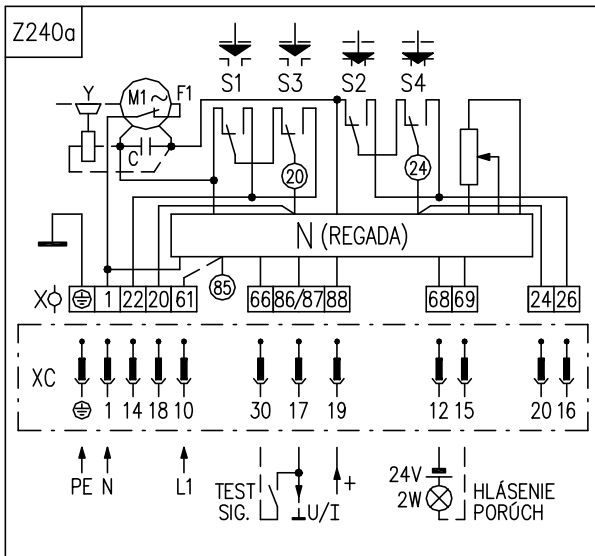 Z240a
S1 S3 S2 S4
Y M1 ~ F1
C
20 24
N (REGADA)
85
X 1 22 20 61 66 86/87 88 68 69 24 26
XC
1 14 18 10 30 17 19 12 15 20 16
PE N L1 TEST SIG. U/I + 24V 2W HLÁSENIE PORÚCH